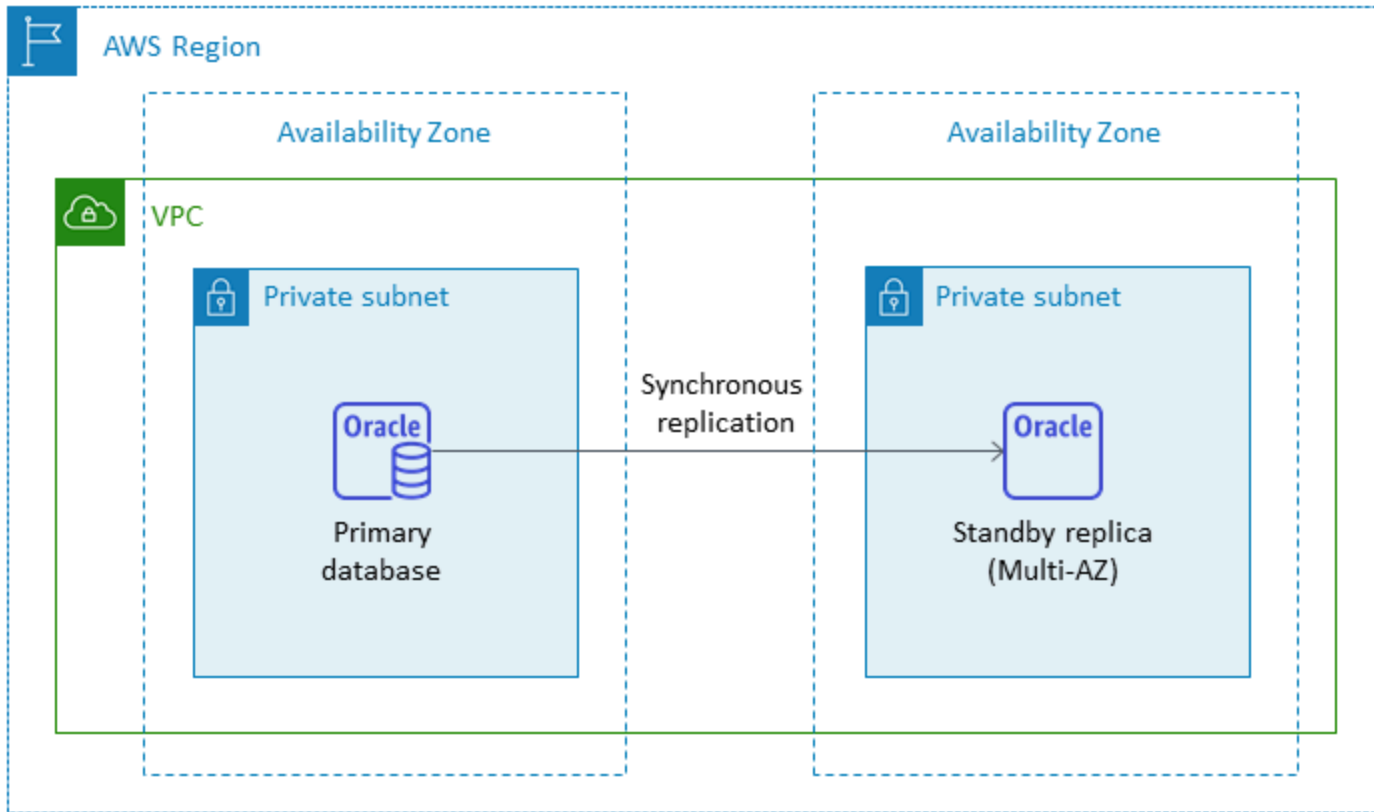 AWS Region
Availability Zone
Availability Zone
VPC
Private subnet
Private subnet
Synchronous
replication
Oracle
Oracle
Primary
database
Standby replica
(Multi-AZ)